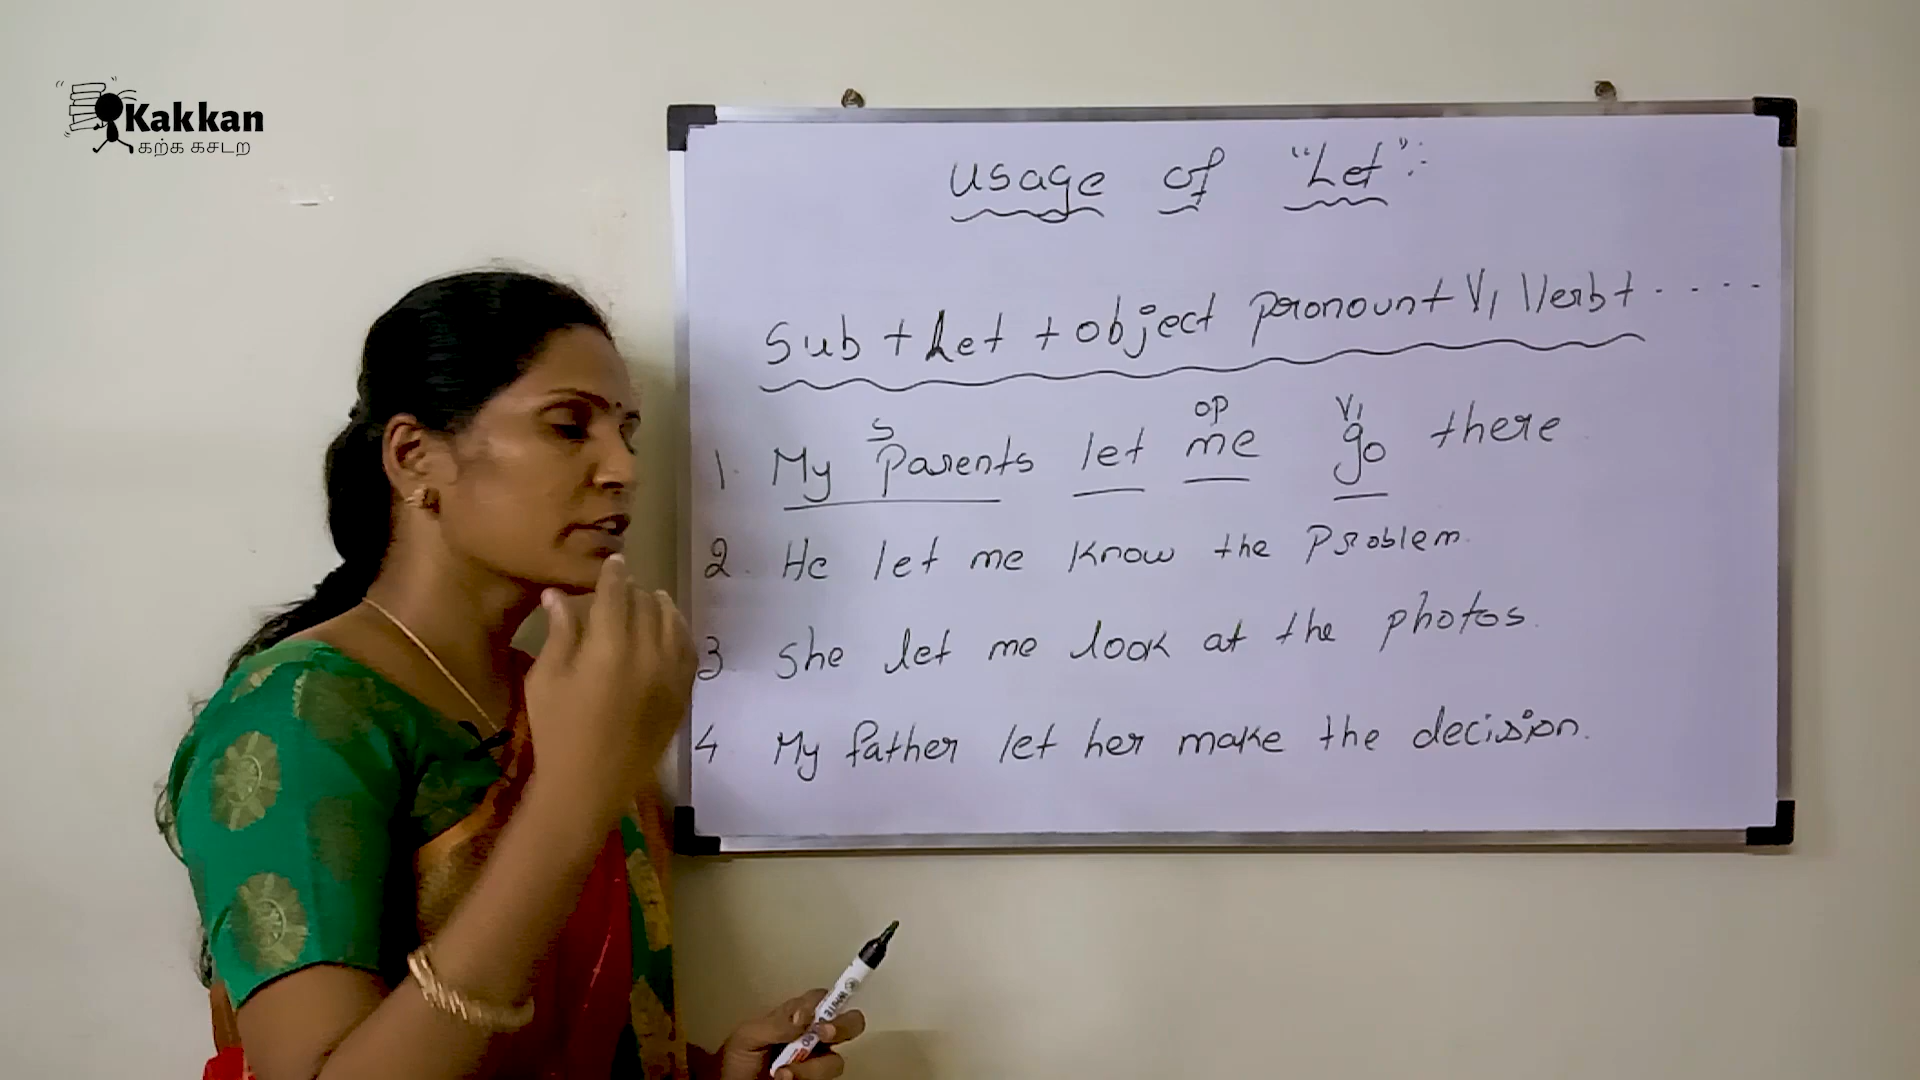 Kakkan
கற்க கசடற
Usage of "Let":
Sub + Let + object pronoun + V1 Verb + ....
S OP V1
1. My Parents let me go there
2. He let me know the Problem.
3 She let me look at the photos.
4 My father let her make the decision.
WHITE